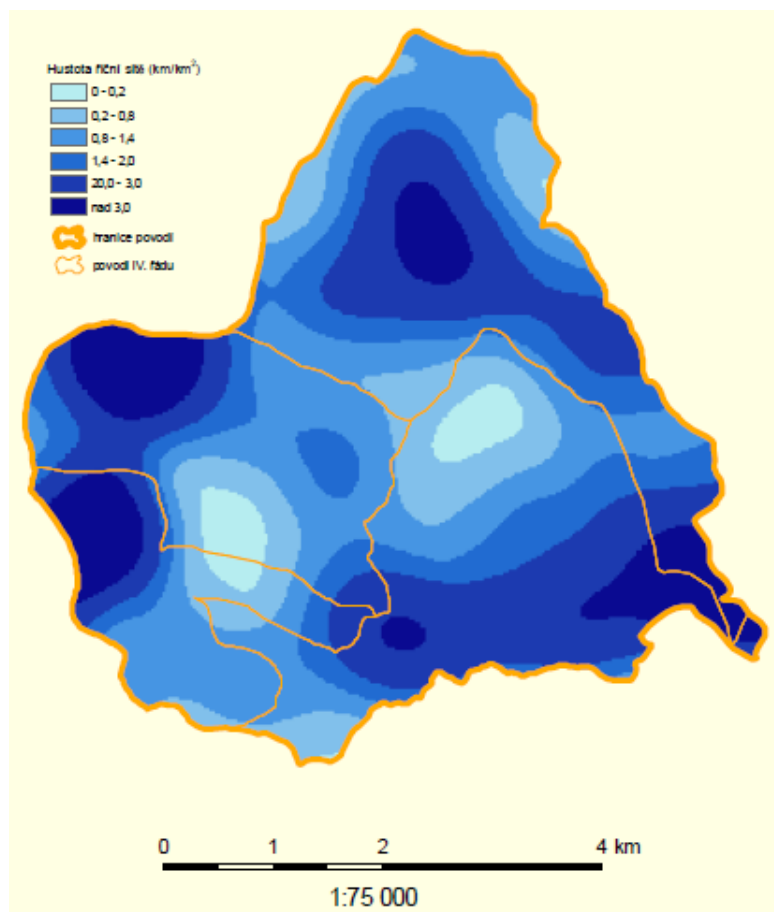 Hustota říční sítě (km/km²)
0 - 0,2
0,2 - 0,8
0,8 - 1,4
1,4 - 2,0
20,0 - 3,0
nad 3,0
hranice povodí
povodí IV. řádu
0 1 2 4 km
1:75 000